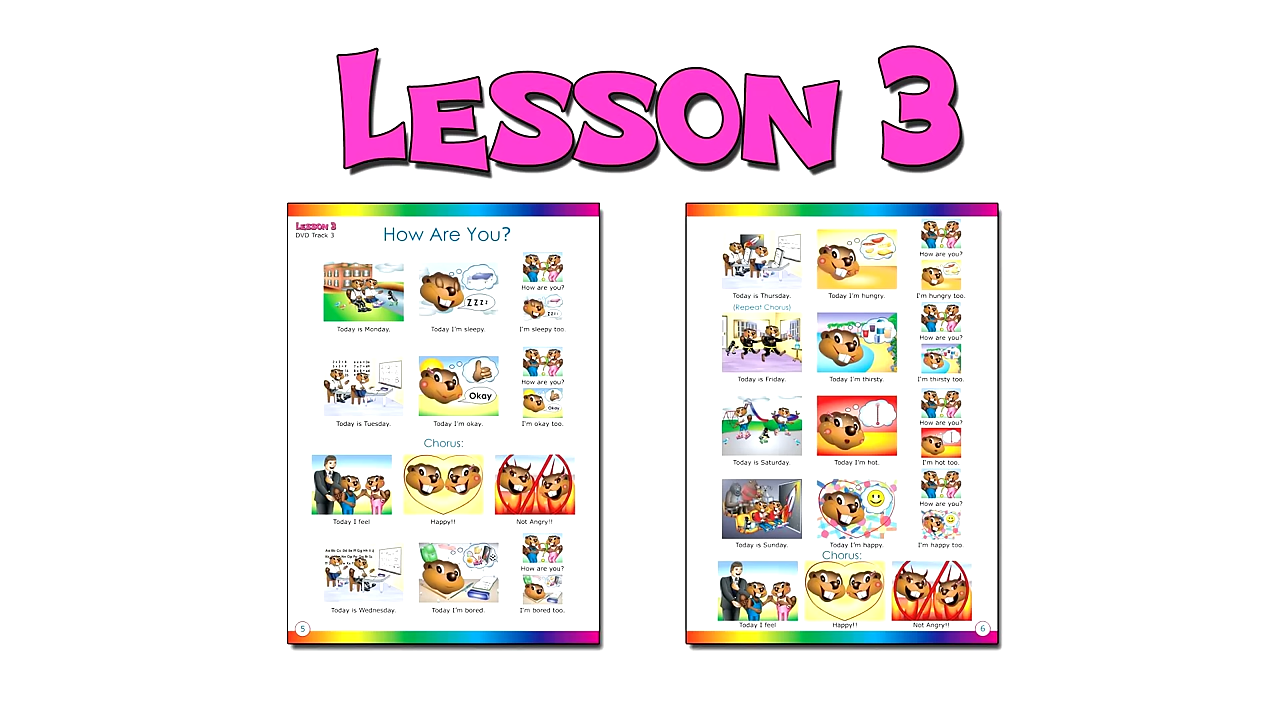 LESSON 3
LESSON 3
DVD Track 3
How Are You?
ZZZz
How are you?
zzz
Today is Monday.
Today I'm sleepy.
I'm sleepy too.
Okay
How are you?
Okay
Today is Tuesday.
Today I'm okay.
I'm okay too.
Chorus:
Today I feel
Happy!!
Not Angry!!
How are you?
Today is Wednesday.
Today I'm bored.
I'm bored too.
5
How are you?
Today is Thursday.
Today I'm hungry.
I'm hungry too.
(Repeat Chorus)
How are you?
Today is Friday.
Today I'm thirsty.
I'm thirsty too.
How are you?
Today is Saturday.
Today I'm hot.
I'm hot too.
How are you?
Today is Sunday.
Today I'm happy.
I'm happy too.
Chorus:
Today I feel
Happy!!
Not Angry!!
6